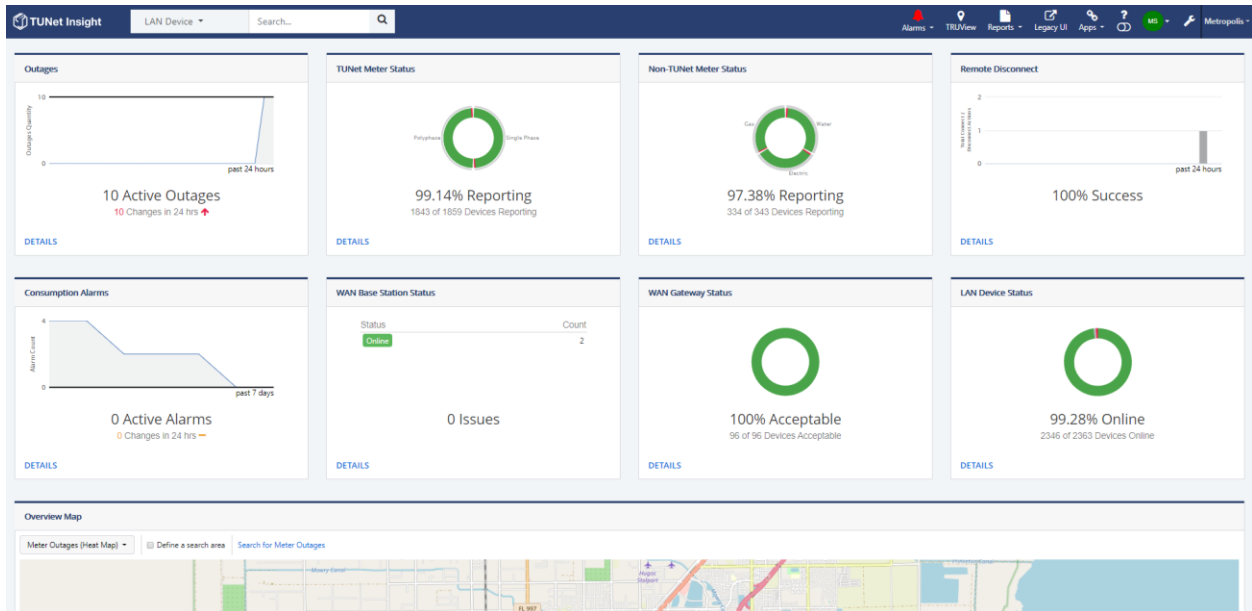 TUNet Insight
LAN Device
Search...
Alarms
TRUView
Reports
Legacy UI
Apps
?
MS
Metropolis
Outages
10
Outages Quantity
0
past 24 hours
10 Active Outages
10 Changes in 24 hrs
DETAILS
TUNet Meter Status
Polyphase
Single Phase
99.14% Reporting
1843 of 1859 Devices Reporting
DETAILS
Non-TUNet Meter Status
Gas
Water
Electric
97.38% Reporting
334 of 343 Devices Reporting
DETAILS
Remote Disconnect
2
Total Connect /
Disconnect Actions
1
0
past 24 hours
100% Success
DETAILS
Consumption Alarms
4
Alarm Count
0
past 7 days
0 Active Alarms
0 Changes in 24 hrs
DETAILS
WAN Base Station Status
Status Count
Online 2
0 Issues
DETAILS
WAN Gateway Status
100% Acceptable
96 of 96 Devices Acceptable
DETAILS
LAN Device Status
99.28% Online
2346 of 2363 Devices Online
DETAILS
Overview Map
Meter Outages (Heat Map)
Define a search area
Search for Meter Outages
Canal
FL 997